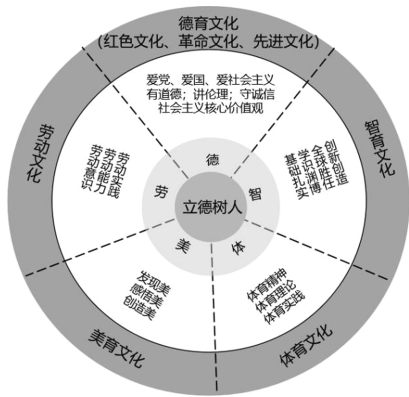 德育文化
(红色文化、革命文化、先进文化)
爱党、爱国、爱社会主义
有道德；讲伦理；守诚信
社会主义核心价值观
智育文化
创新创造
全球胜任
学识渊博
基础扎实
体育文化
体育精神
体育理论
体育实践
美育文化
发现美
感悟美
创造美
劳动文化
劳动实践
劳动能力
劳动意识
德
智
体
美
劳
立德树人